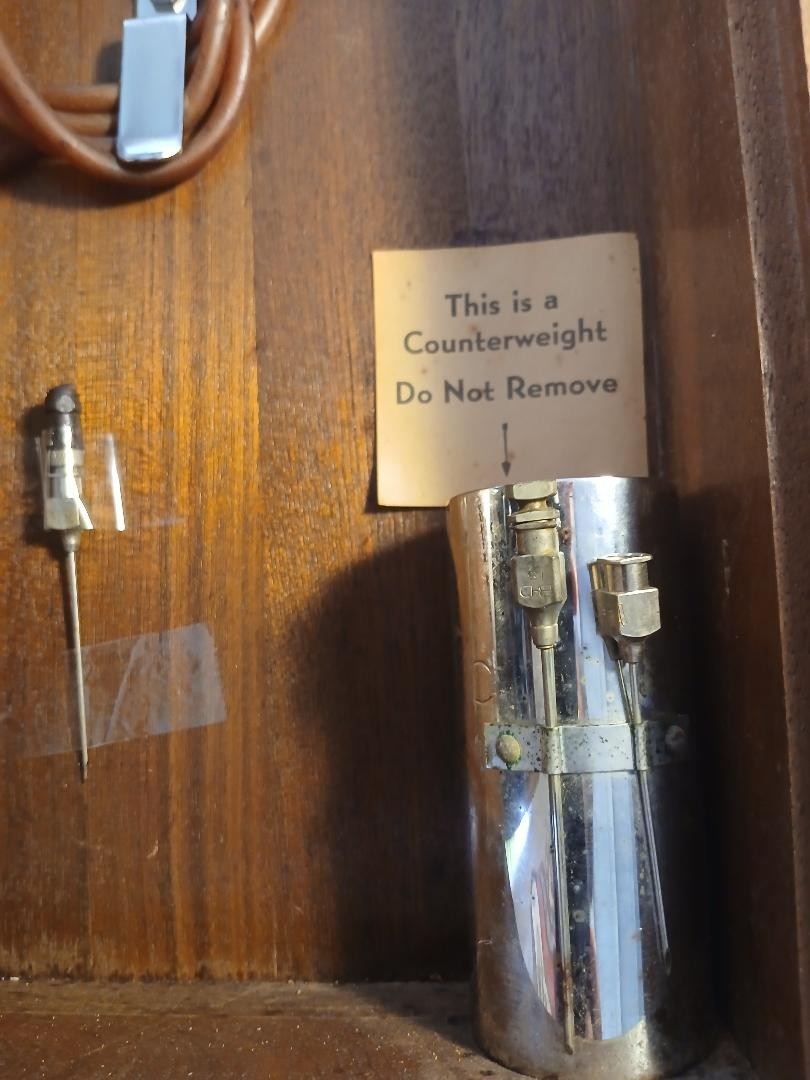 This is a
Counterweight
Do Not Remove